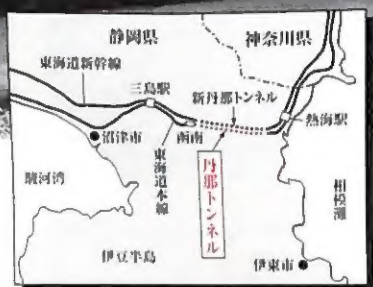 静岡県
神奈川県
東海道新幹線
三島駅
新丹那トンネル
熱海駅
函南
沼津市
東海道本線
丹那トンネル
駿河湾
相模灘
伊豆半島
伊東市